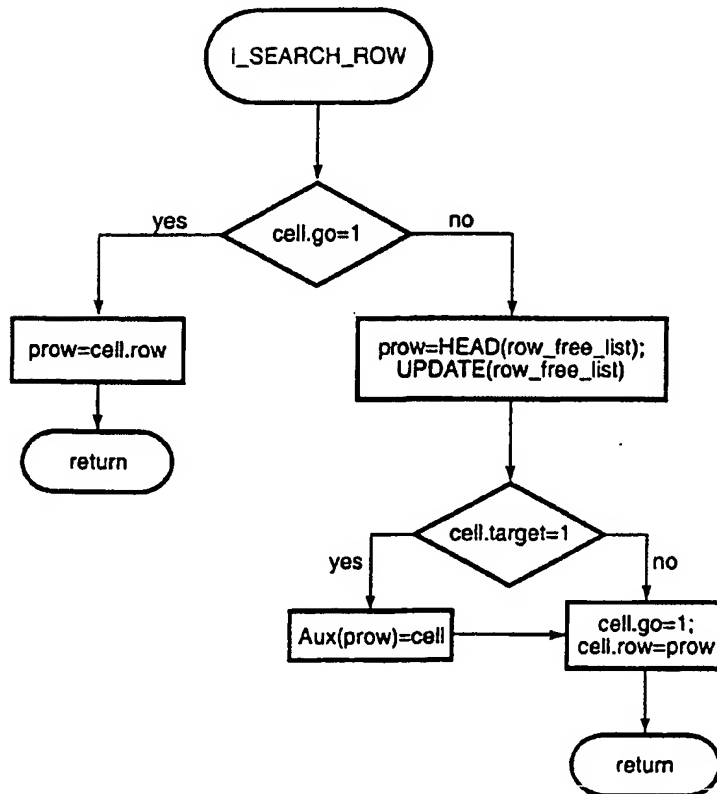 I_SEARCH_ROW
yes
cell.go=1
no
prow=cell.row
prow=HEAD(row_free_list);
UPDATE(row_free_list)
return
cell.target=1
yes
no
Aux(prow)=cell
cell.go=1;
cell.row=prow
return